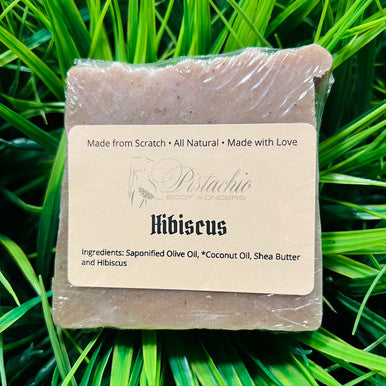 Made from Scratch • All Natural • Made with Love
Pistachio
BODY WONDERS
Hibiscus
Ingredients: Saponified Olive Oil, *Coconut Oil, Shea Butter
and Hibiscus